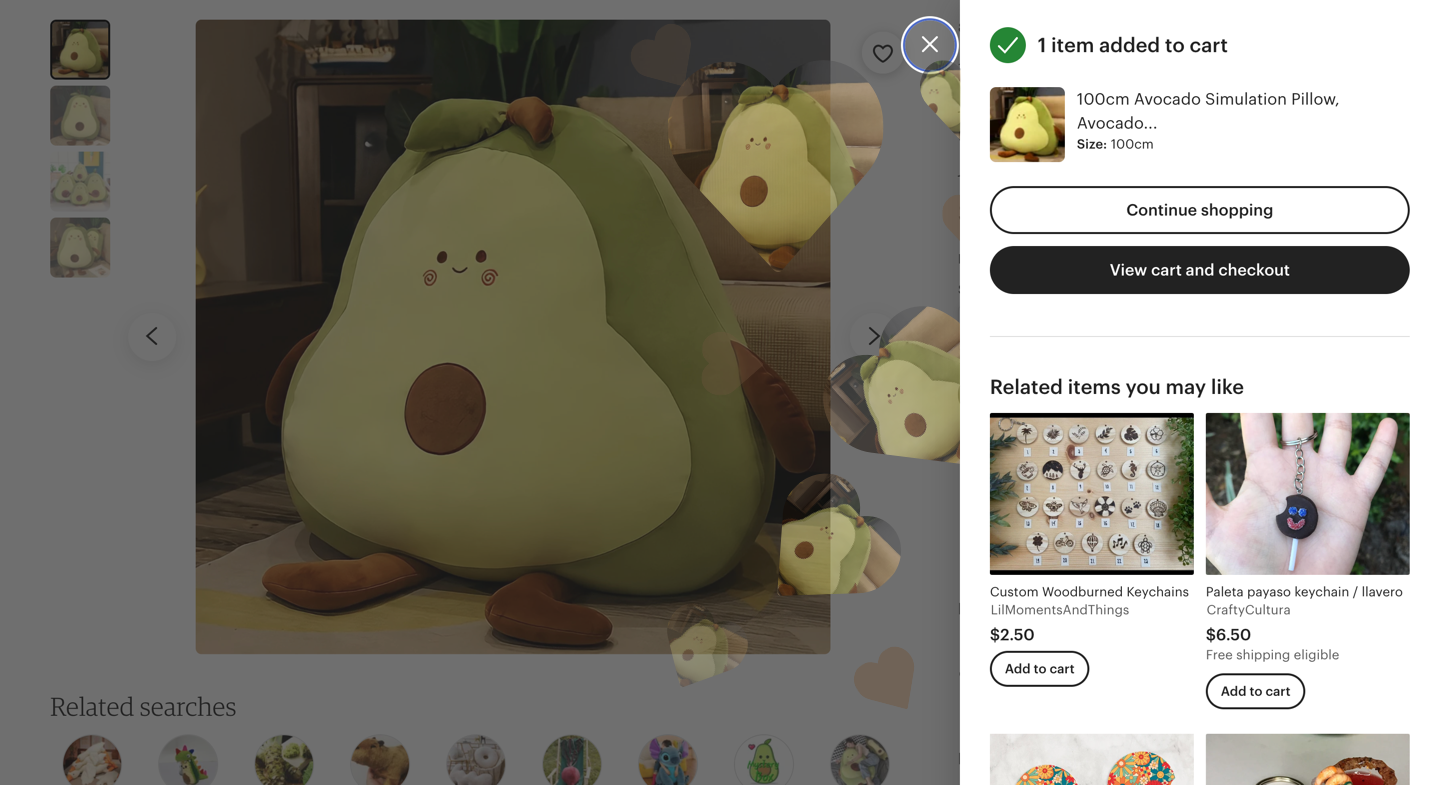 1 item added to cart
100cm Avocado Simulation Pillow,
Avocado...
Size: 100cm
Continue shopping
View cart and checkout
Related items you may like
Custom Woodburned Keychains
LilMomentsAndThings
$2.50
Add to cart
Paleta payaso keychain / llavero
CraftyCultura
$6.50
Free shipping eligible
Add to cart
Related searches